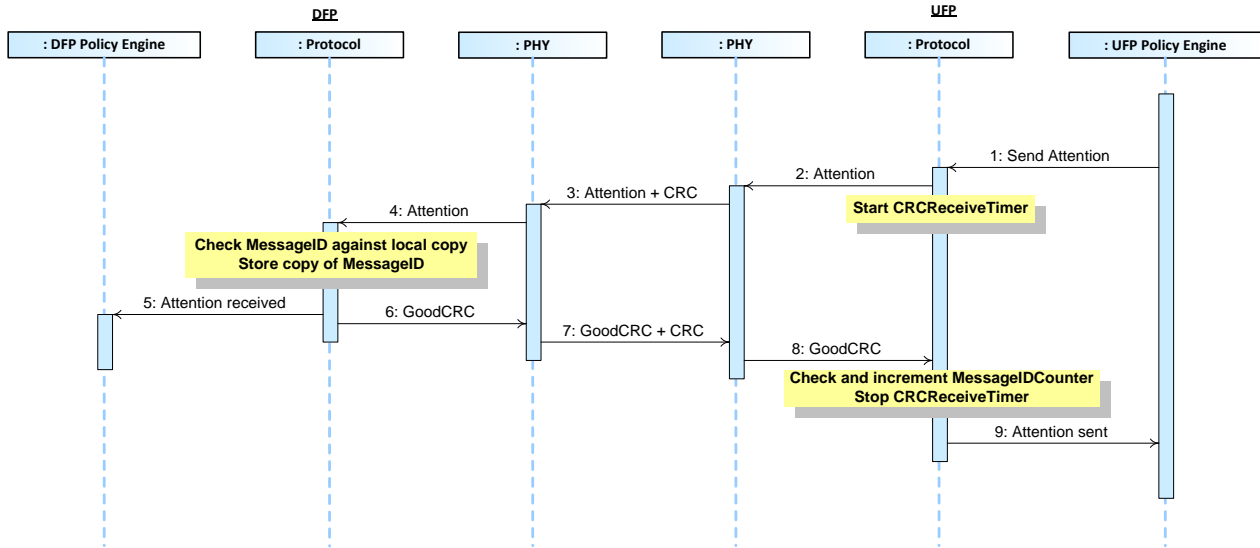 DFP
UFP
: DFP Policy Engine
: Protocol
: PHY
: PHY
: Protocol
: UFP Policy Engine
1: Send Attention
2: Attention
3: Attention + CRC
Start CRCReceiveTimer
4: Attention
Check MessageID against local copy
Store copy of MessageID
5: Attention received
6: GoodCRC
7: GoodCRC + CRC
8: GoodCRC
Check and increment MessageIDCounter
Stop CRCReceiveTimer
9: Attention sent